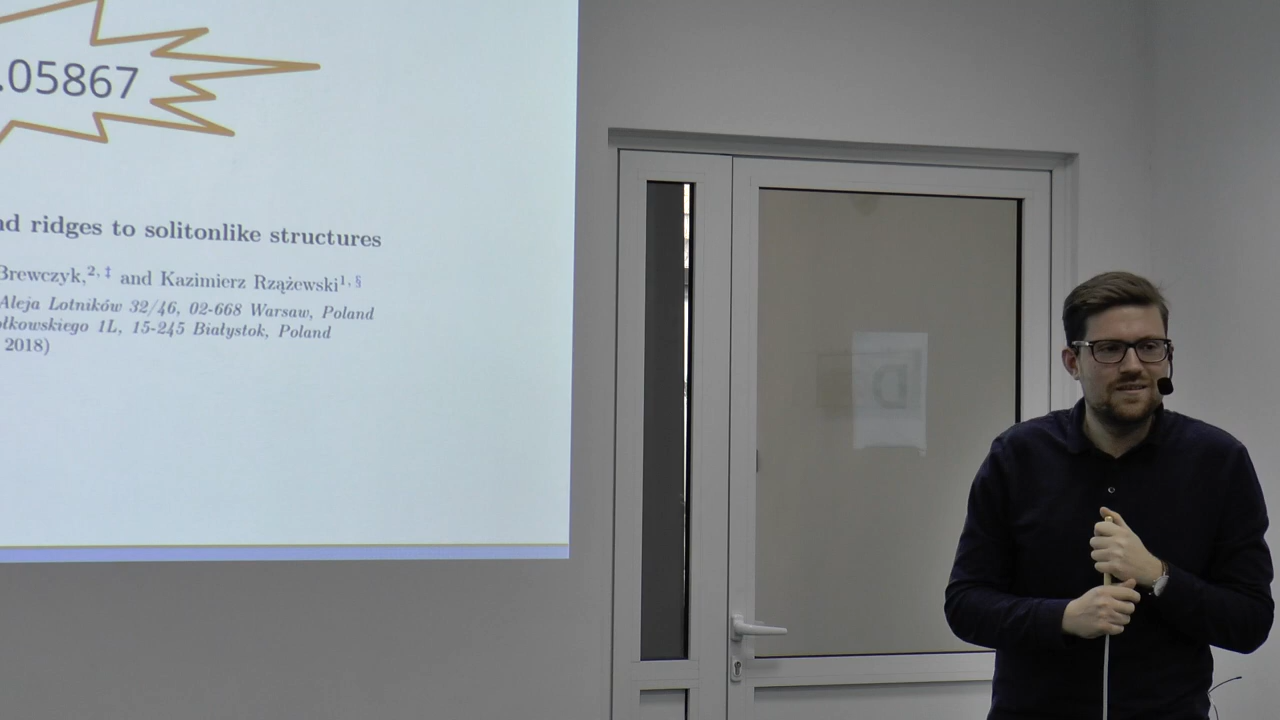 .05867
nd ridges to solitonlike structures
Brewczyk,2,‡ and Kazimierz Rzążewski1,§
Aleja Lotników 32/46, 02-668 Warsaw, Poland
ołkowskiego 1L, 15-245 Białystok, Poland
2018)
D